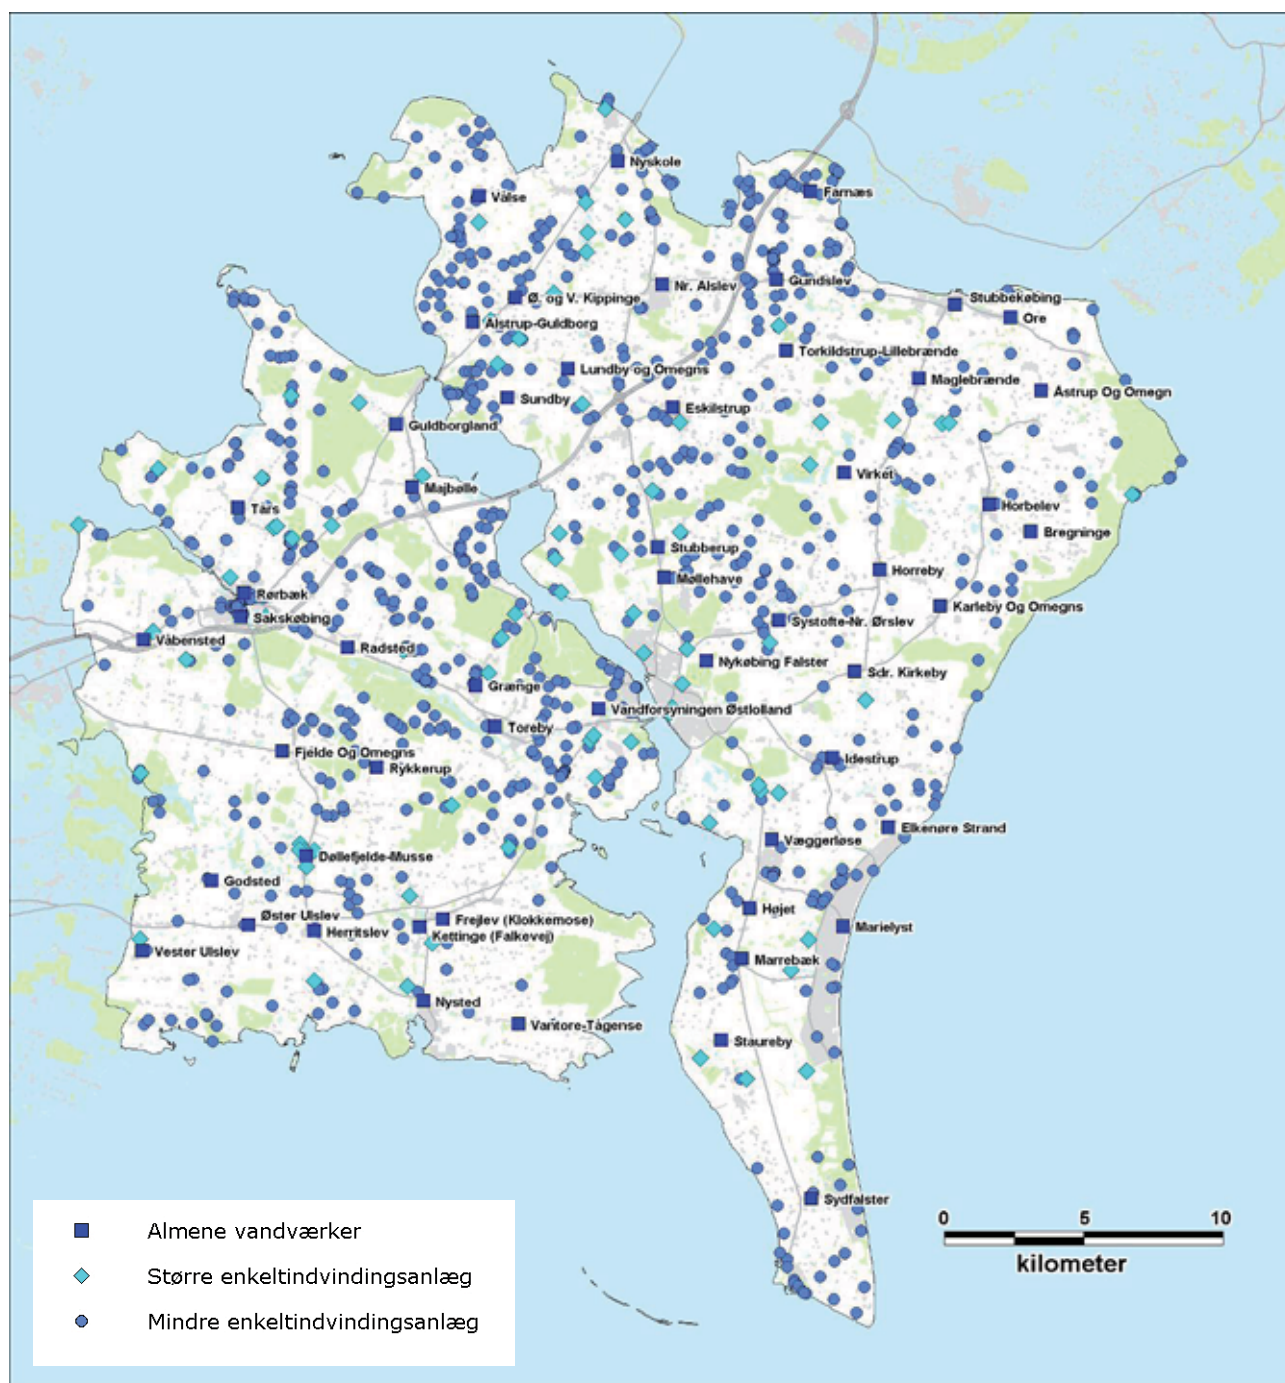 Nyskole
Vålse
Farnæs
Ø. og V. Kippinge
Nr. Alslev
Gundslev
Stubbekøbing
Ore
Alstrup-Guldborg
Torkildstrup-Lillebrænde
Lundby og Omegns
Maglebrænde
Åstrup Og Omegn
Sundby
Eskilstrup
Guldborgland
Virket
Majbølle
Tårs
Horbelev
Bregninge
Stubberup
Møllehave
Horreby
Rørbæk
Karleby Og Omegns
Sakskøbing
Systofte-Nr. Ørslev
Våbensted
Radsted
Nykøbing Falster
Sdr. Kirkeby
Grænge
Vandforsyningen Østlolland
Toreby
Fjelde Og Omegns
Rykkerup
Idestrup
Elkenøre Strand
Væggerløse
Døllefjelde-Musse
Godsted
Højet
Øster Ulslev
Herritslev
Frejlev (Klokkemose)
Kettinge (Falkevej)
Marielyst
Vester Ulslev
Marrebæk
Nysted
Vantore-Tågense
Staureby
Sydfalster
0 5 10
kilometer
Almene vandværker
Større enkeltindvindingsanlæg
Mindre enkeltindvindingsanlæg